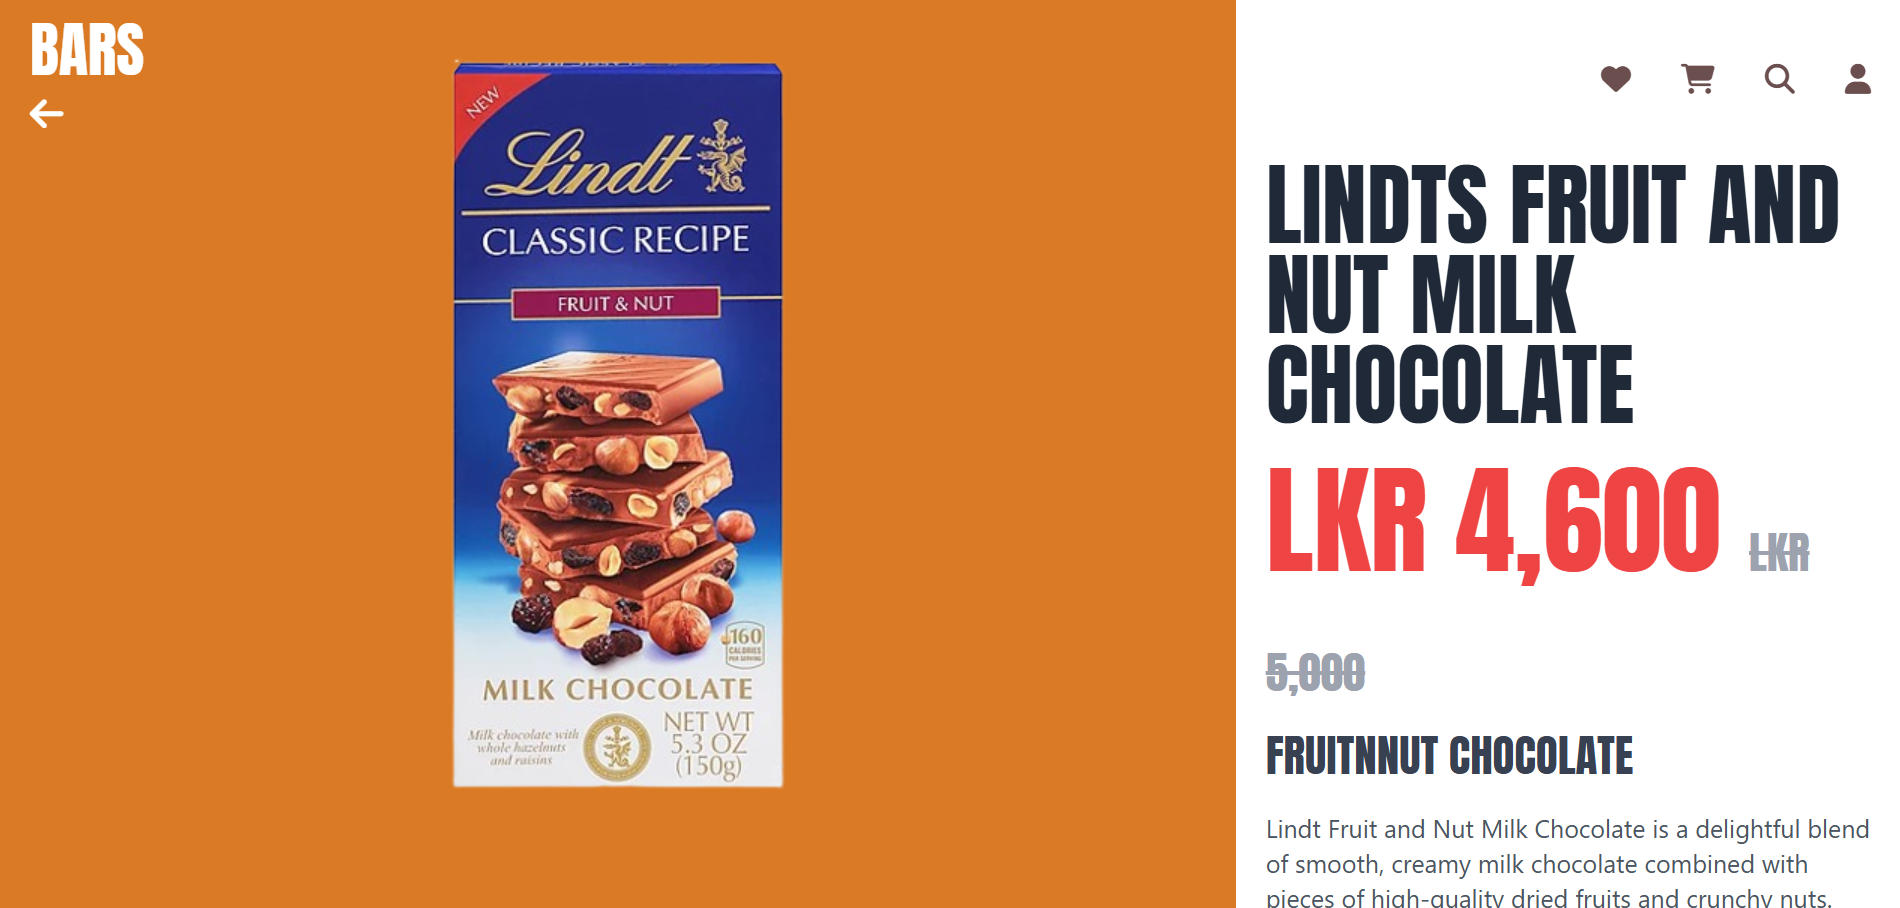 BARS
NEW
Lindt
CLASSIC RECIPE
FRUIT & NUT
160
CALORIES
PER SERVING
MILK CHOCOLATE
Milk chocolate with
whole hazelnuts
and raisins
NET WT
5.3 OZ
(150g)
LINDTS FRUIT AND
NUT MILK
CHOCOLATE
LKR 4,600 LKR
5,000
FRUITNNUT CHOCOLATE
Lindt Fruit and Nut Milk Chocolate is a delightful blend
of smooth, creamy milk chocolate combined with
pieces of high-quality dried fruits and crunchy nuts.